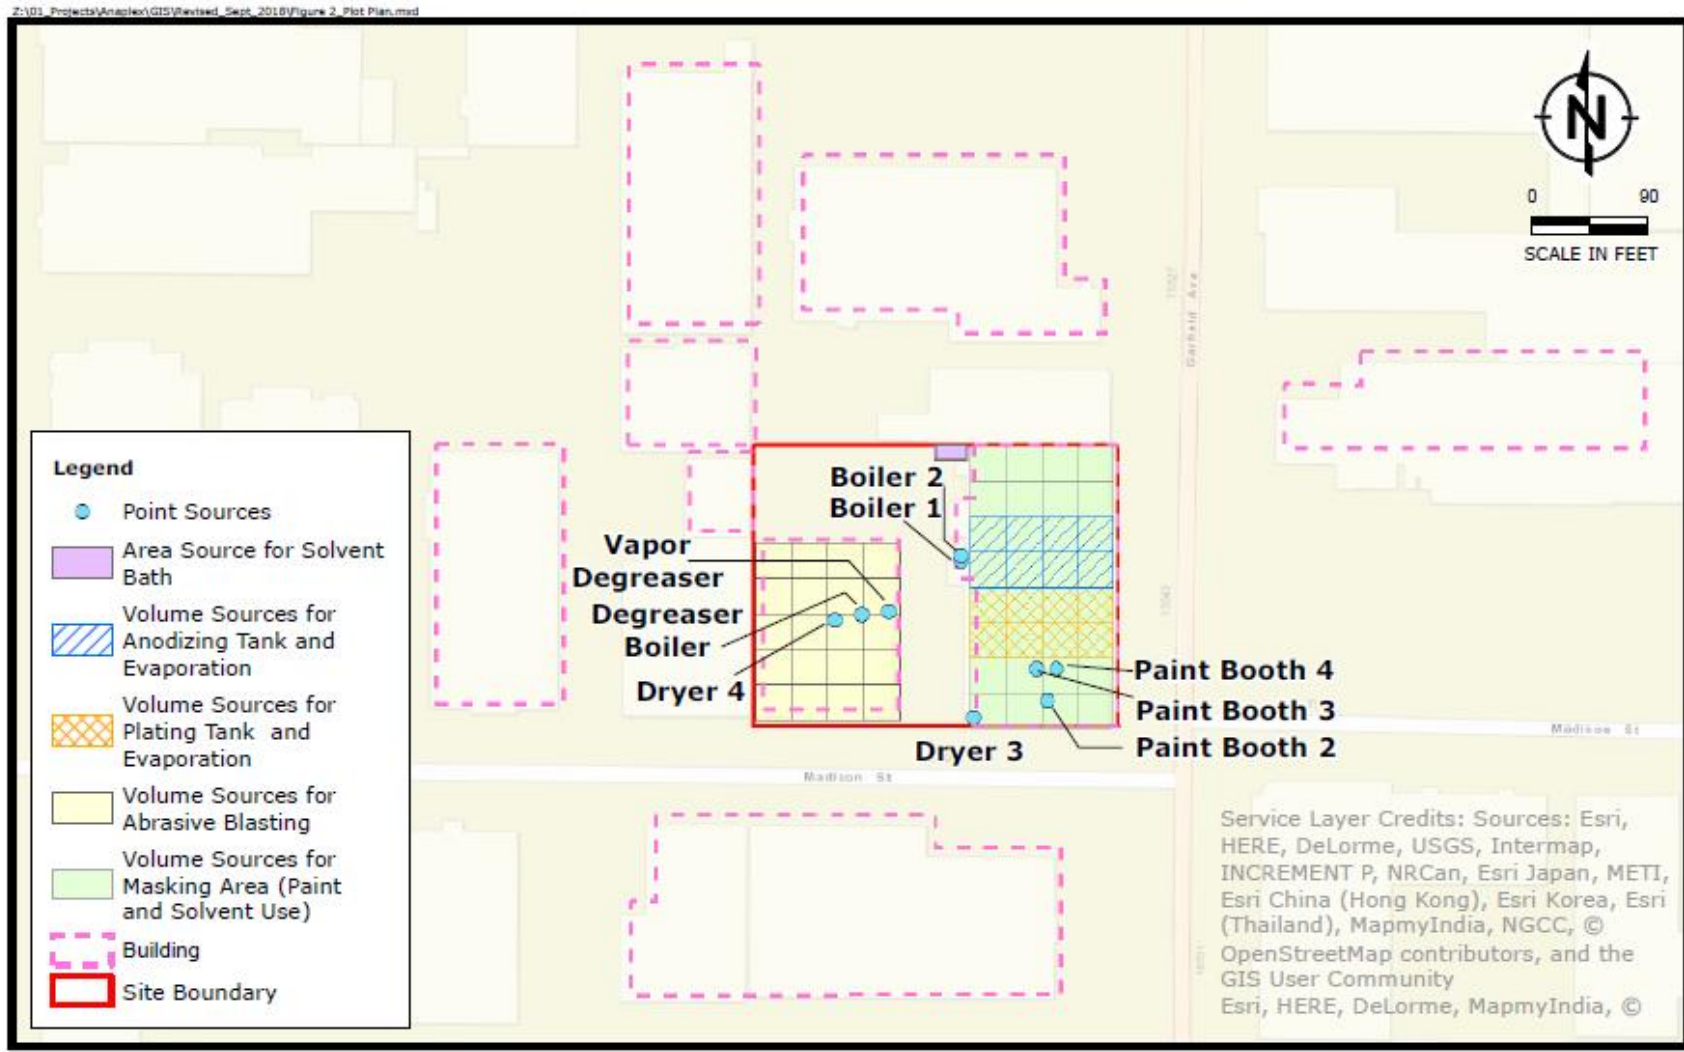 Z:\01_Projects\Anaplex\GIS\Revised_Sept_2018\Figure 2_Plot Plan.mxd
N
0 90
SCALE IN FEET
Garfield Ave
Legend
Point Sources
Area Source for Solvent
Bath
Volume Sources for
Anodizing Tank and
Evaporation
Volume Sources for
Plating Tank and
Evaporation
Volume Sources for
Abrasive Blasting
Volume Sources for
Masking Area (Paint
and Solvent Use)
Building
Site Boundary
Boiler 2
Boiler 1
Vapor
Degreaser
Degreaser
Boiler
Dryer 4
Paint Booth 4
Paint Booth 3
Paint Booth 2
Dryer 3
Madison St
Madison St
Service Layer Credits: Sources: Esri,
HERE, DeLorme, USGS, Intermap,
INCREMENT P, NRCan, Esri Japan, METI,
Esri China (Hong Kong), Esri Korea, Esri
(Thailand), MapmyIndia, NGCC, ©
OpenStreetMap contributors, and the
GIS User Community
Esri, HERE, DeLorme, MapmyIndia, ©